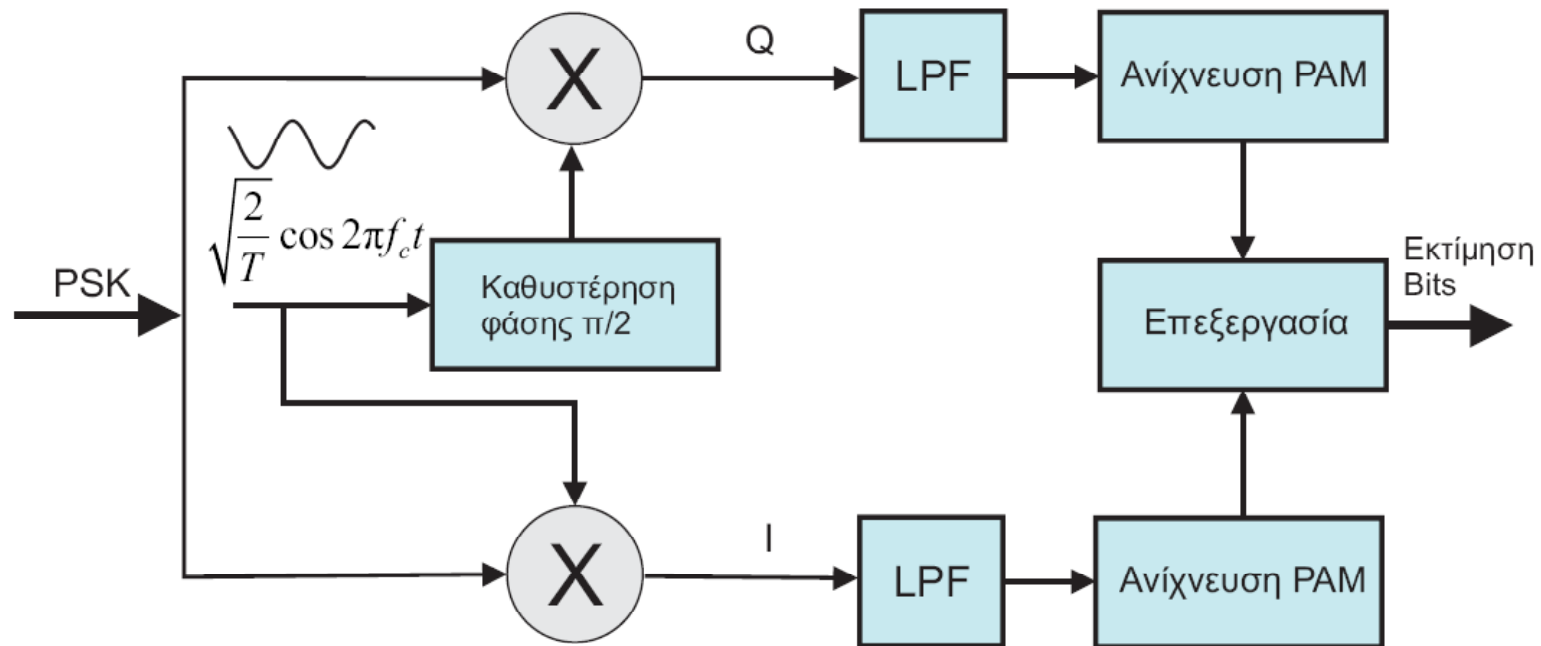 Q
X
LPF
Ανίχνευση PAM
√(2/T) cos 2πf_c t
PSK
Καθυστέρηση
φάσης π/2
Εκτίμηση
Bits
Επεξεργασία
I
X
LPF
Ανίχνευση PAM